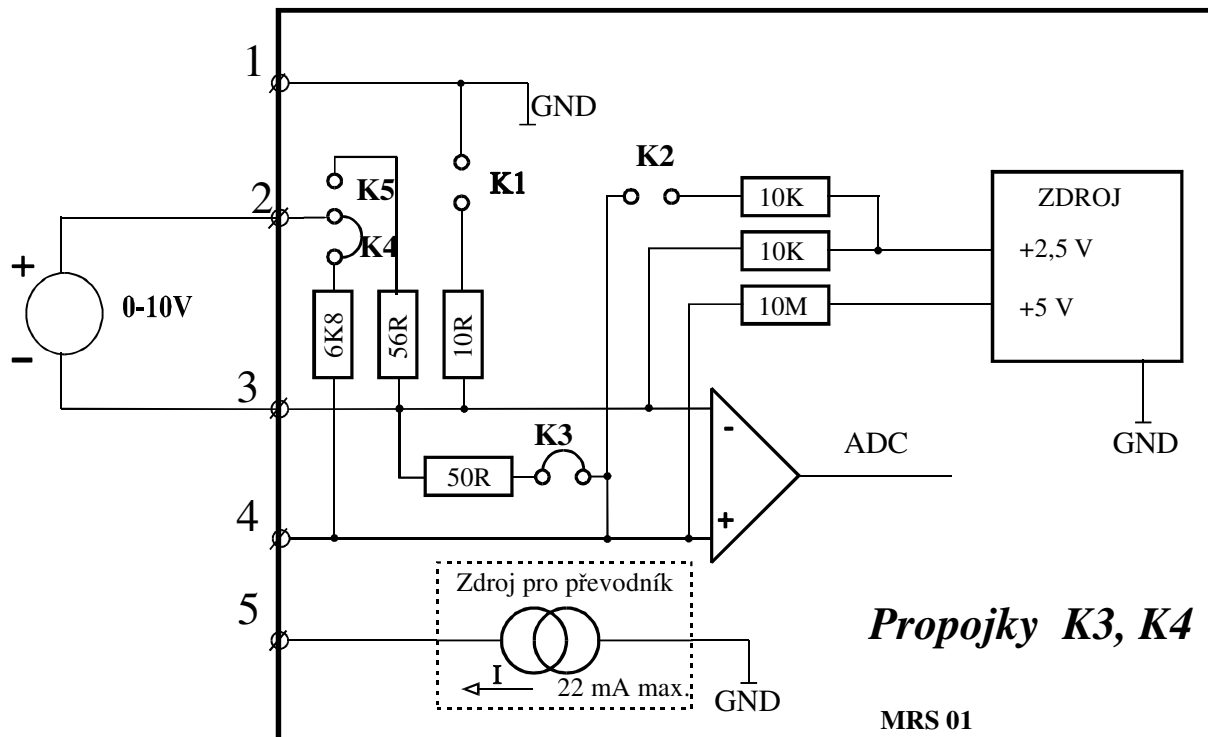 1
GND
K5
K1
K2
10K
ZDROJ
2
K4
10K
+2,5 V
+
0-10V
10M
+5 V
6K8
56R
10R
-
3
K3
-
ADC
GND
50R
4
+
Zdroj pro převodník
5
Propojky K3, K4
I
22 mA max.
GND
MRS 01